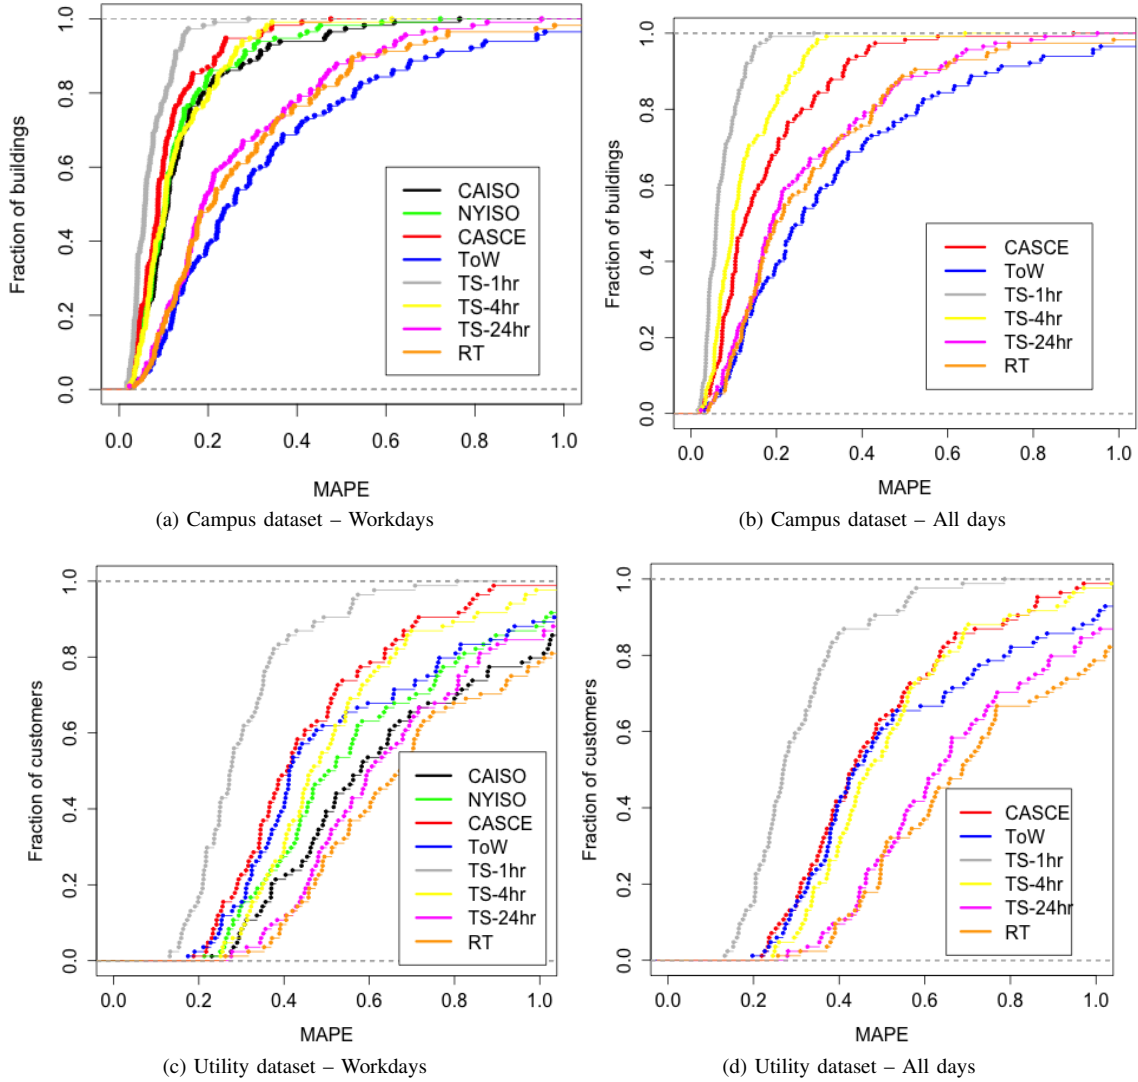 1.0
0.8
0.6
0.4
0.2
0.0
Fraction of buildings
CAISO
NYISO
CASCE
ToW
TS-1hr
TS-4hr
TS-24hr
RT
0.0 0.2 0.4 0.6 0.8 1.0
MAPE
(a) Campus dataset – Workdays
1.0
0.8
0.6
0.4
0.2
0.0
Fraction of buildings
CASCE
ToW
TS-1hr
TS-4hr
TS-24hr
RT
0.0 0.2 0.4 0.6 0.8 1.0
MAPE
(b) Campus dataset – All days
1.0
0.8
0.6
0.4
0.2
0.0
Fraction of customers
CAISO
NYISO
CASCE
ToW
TS-1hr
TS-4hr
TS-24hr
RT
0.0 0.2 0.4 0.6 0.8 1.0
MAPE
(c) Utility dataset – Workdays
1.0
0.8
0.6
0.4
0.2
0.0
Fraction of customers
CASCE
ToW
TS-1hr
TS-4hr
TS-24hr
RT
0.0 0.2 0.4 0.6 0.8 1.0
MAPE
(d) Utility dataset – All days